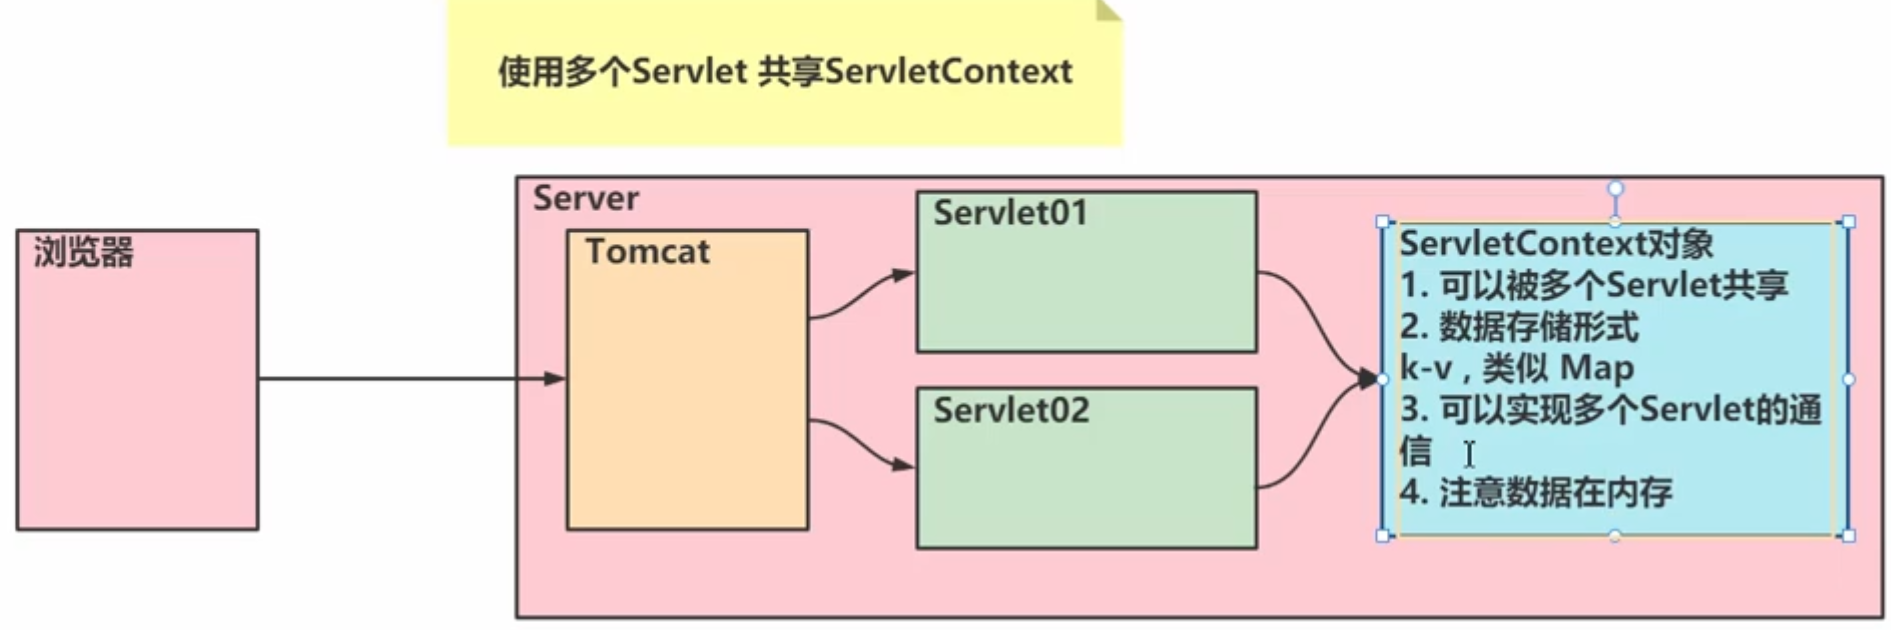 使用多个Servlet 共享ServletContext
Server
浏览器
Tomcat
Servlet01
Servlet02
ServletContext对象
1. 可以被多个Servlet共享
2. 数据存储形式
k-v , 类似 Map
3. 可以实现多个Servlet的通
信
4. 注意数据在内存